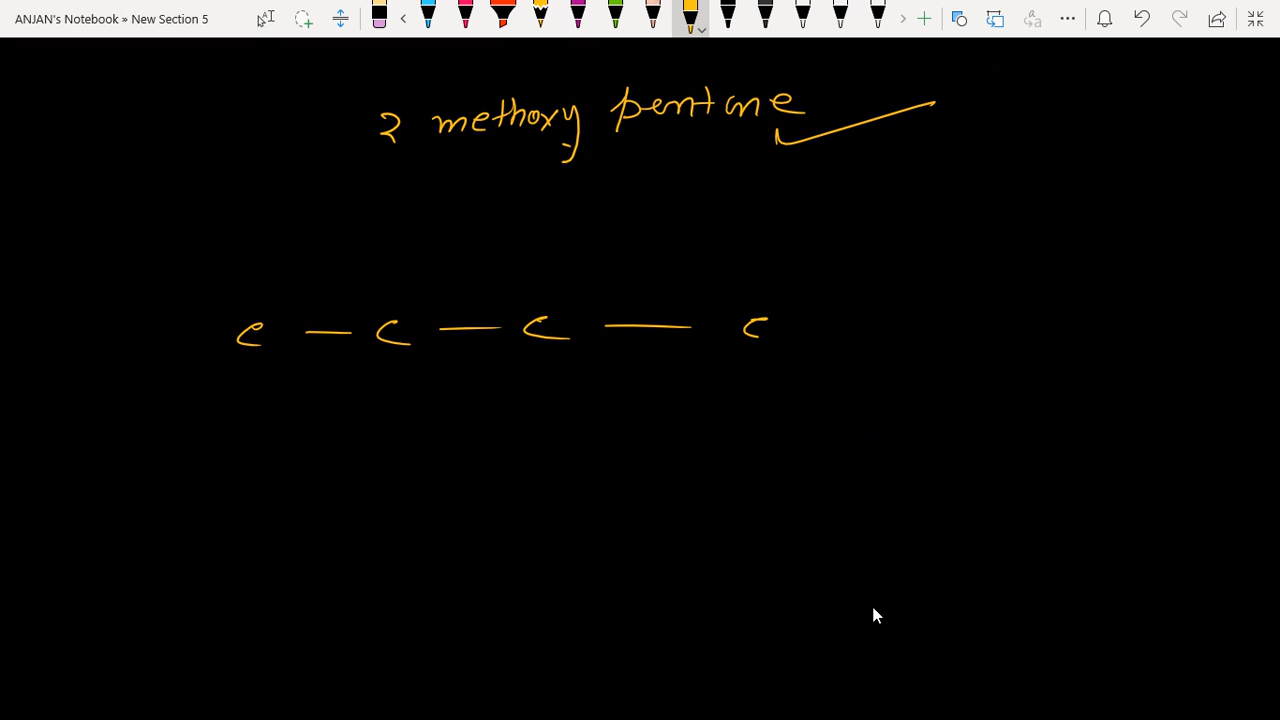 ANJAN's Notebook » New Section 5
2 methoxy pentane
c — c — c — c